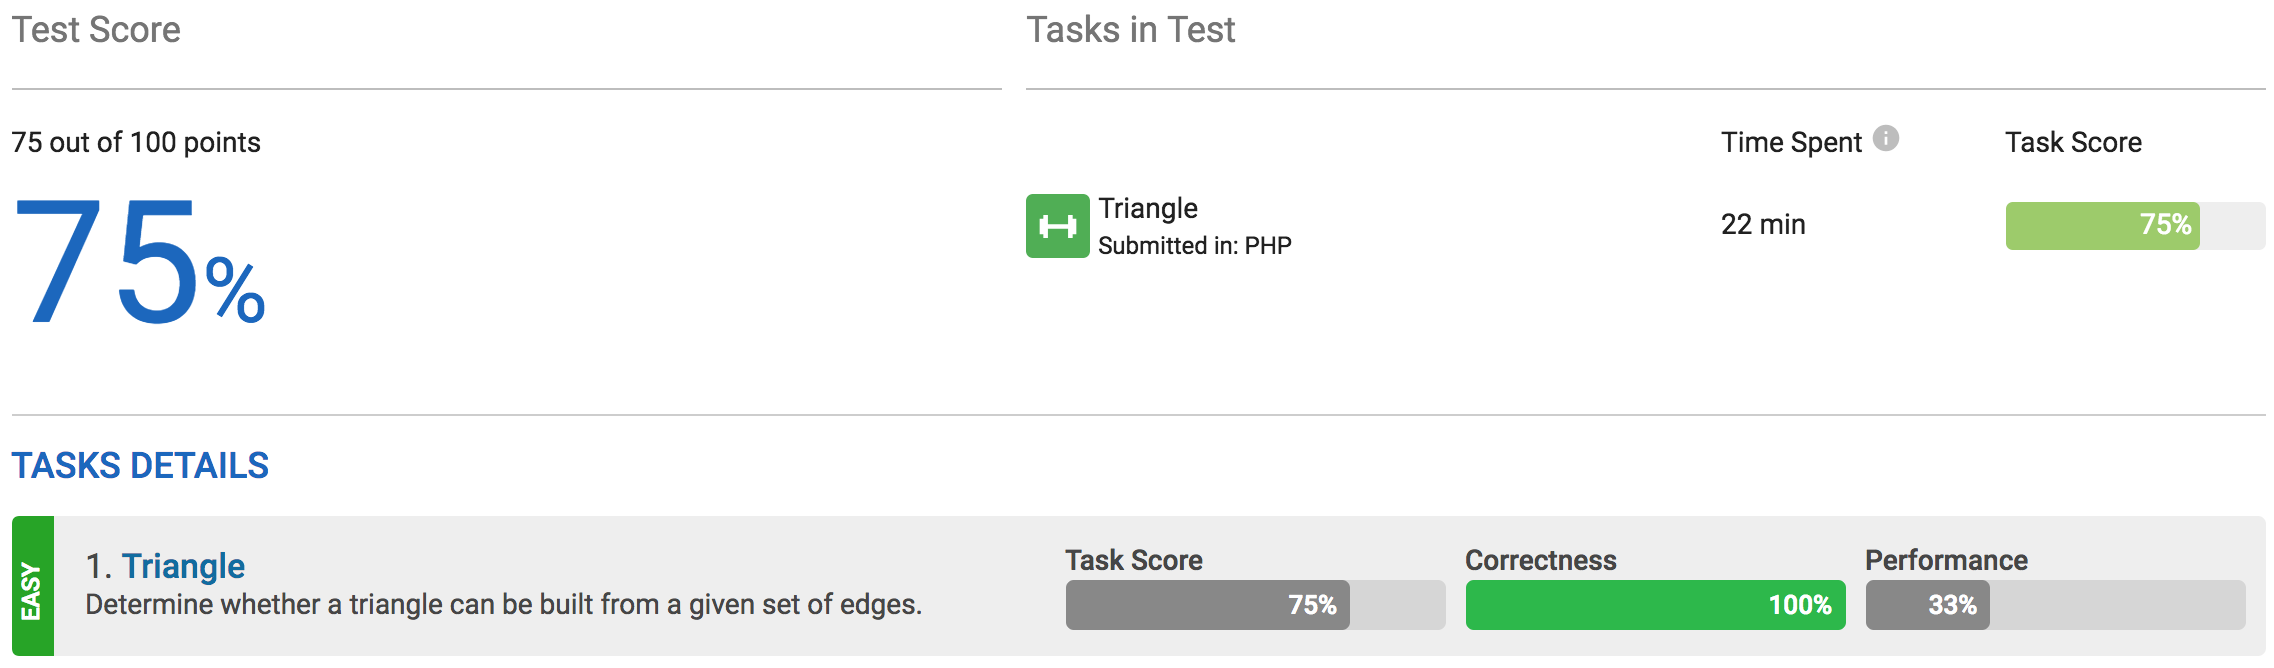 Test Score
75 out of 100 points
75%
Tasks in Test
Time Spent
Task Score
Triangle
Submitted in: PHP
22 min
75%
TASKS DETAILS
EASY
1. Triangle
Determine whether a triangle can be built from a given set of edges.
Task Score
75%
Correctness
100%
Performance
33%